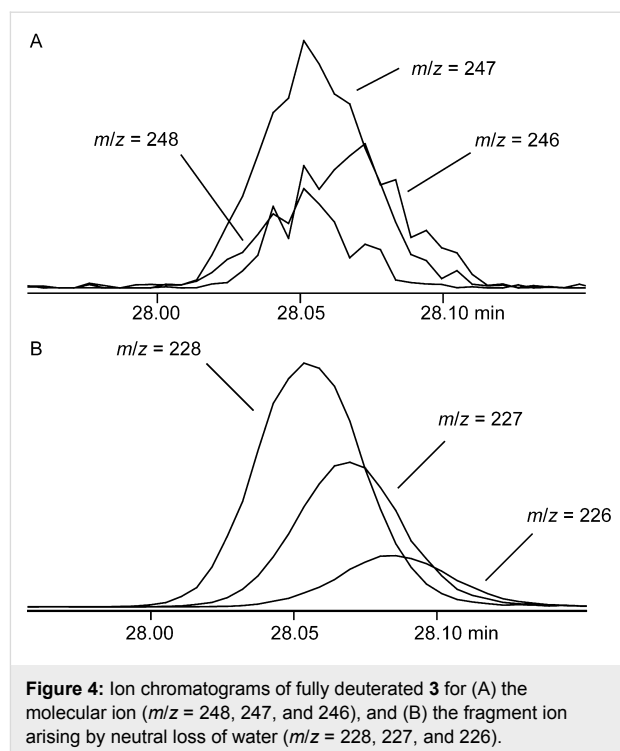 A
m/z = 247
m/z = 248
m/z = 246
28.00
28.05
28.10 min
B
m/z = 228
m/z = 227
m/z = 226
28.00
28.05
28.10 min
Figure 4: Ion chromatograms of fully deuterated 3 for (A) the
molecular ion (m/z = 248, 247, and 246), and (B) the fragment ion
arising by neutral loss of water (m/z = 228, 227, and 226).